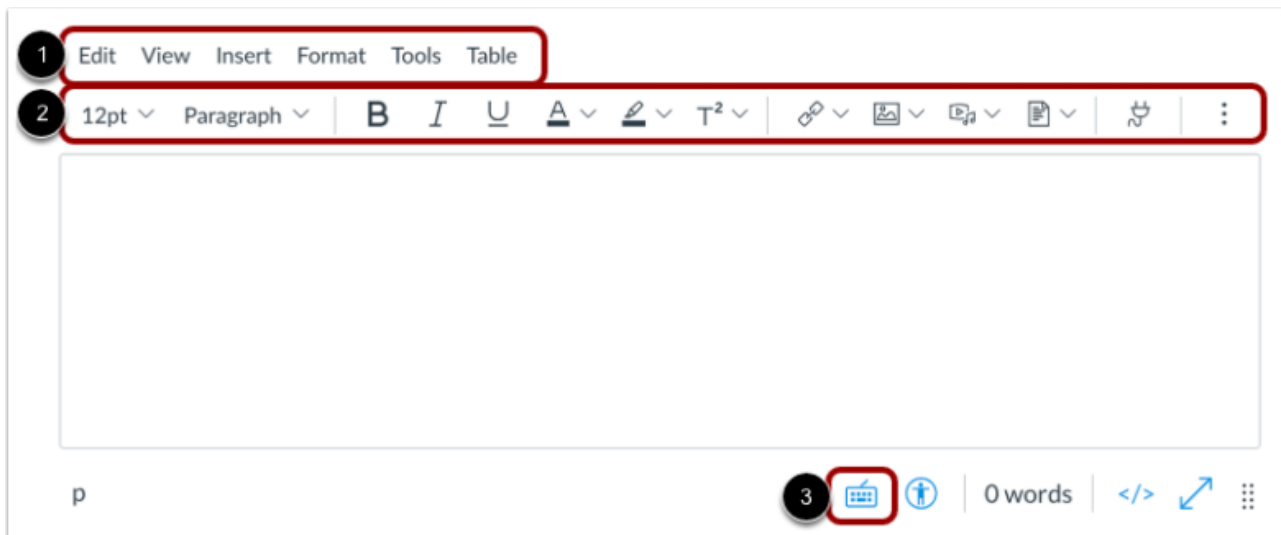 1 Edit View Insert Format Tools Table
2 12pt Paragraph B I U A T²
p 3 0 words </>